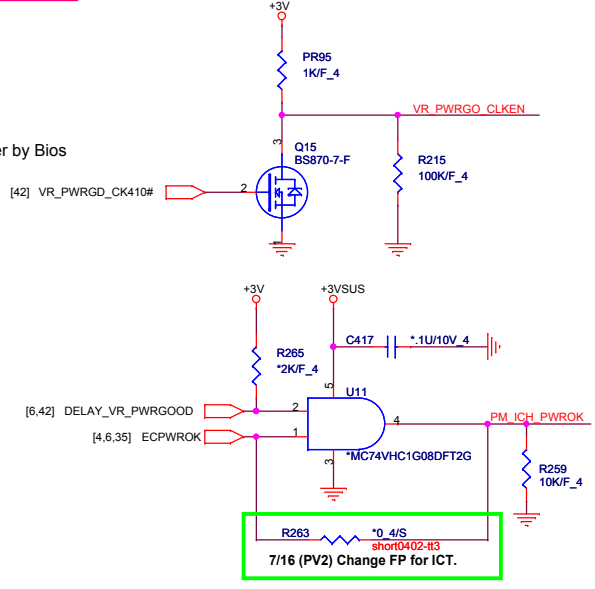 +3V
PR95
1K/F_4
VR_PWRGO_CLKEN
3
Q15
BS870-7-F
er by Bios
R215
100K/F_4
[42] VR_PWRGD_CK410#
2
1
+3V
+3VSUS
C417
*.1U/10V_4
R265
*2K/F_4
5
U11
[6,42] DELAY_VR_PWRGOOD
2
4
PM_ICH_PWROK
[4,6,35] ECPWROK
1
3
*MC74VHC1G08DFT2G
R259
10K/F_4
R263
*0_4/S
short0402-tt3
7/16 (PV2) Change FP for ICT.